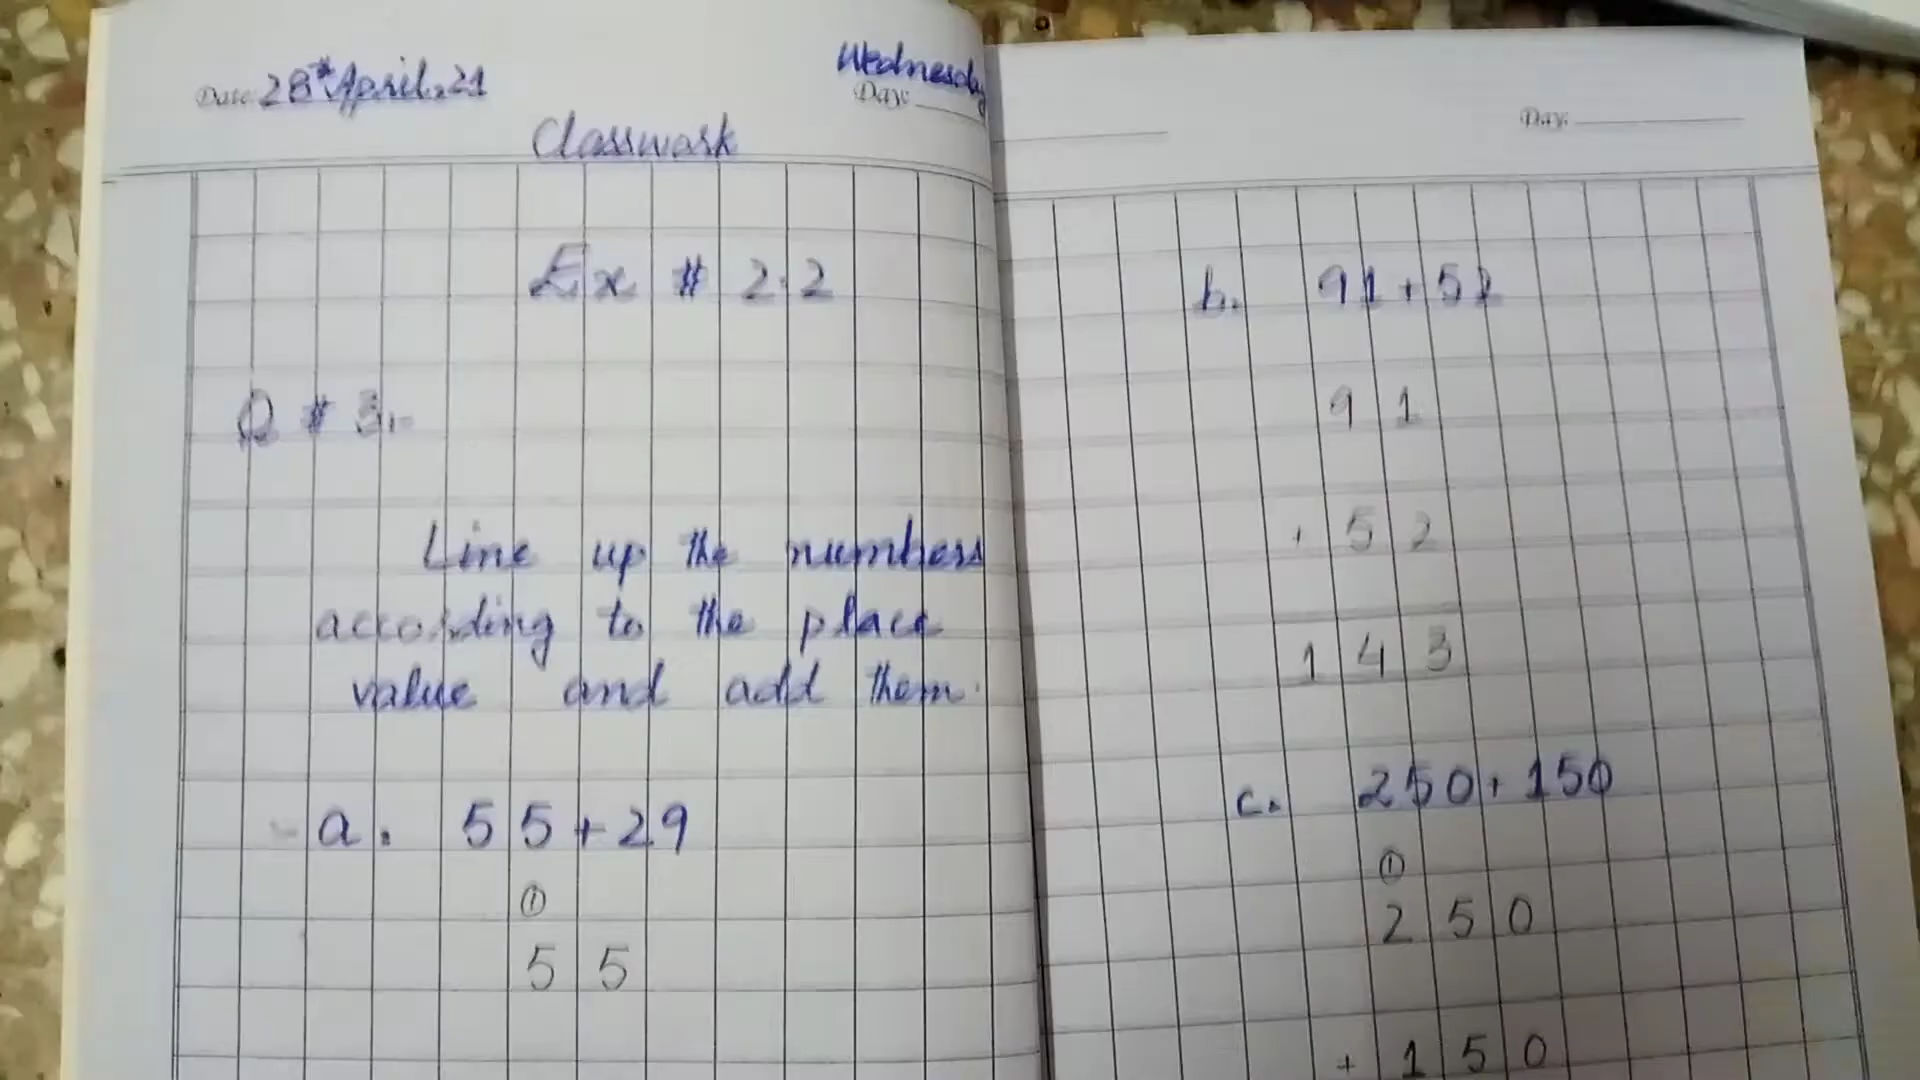 Date: 28th April, 21
Wednesday
Day:
Classwork
Ex # 2.2
Q # 3:-
Line up the numbers
according to the place
value and add them.
a. 55+29
1
5 5
Day:
b. 91+52
9 1
+ 5 2
1 4 3
c. 250+150
1
2 5 0
+ 1 5 0